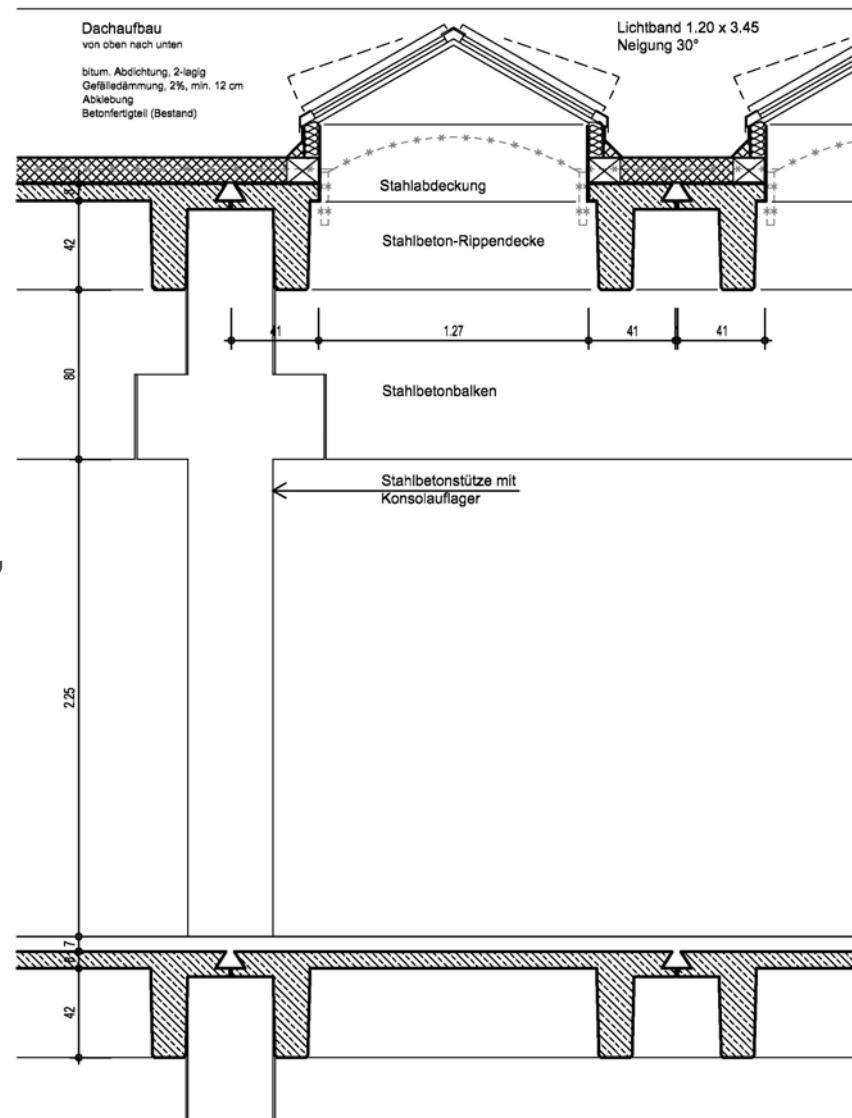 Dachaufbau
von oben nach unten
bitum. Abdichtung, 2-lagig
Gefälledämmung, 2%, min. 12 cm
Abklebung
Betonfertigteil (Bestand)
Lichtband 1.20 x 3.45
Neigung 30°
Stahlabdeckung
8
Stahlbeton-Rippendecke
42
41
1.27
41
41
80
Stahlbetonbalken
Stahlbetonstütze mit
Konsolauflager
2.25
7
8
42